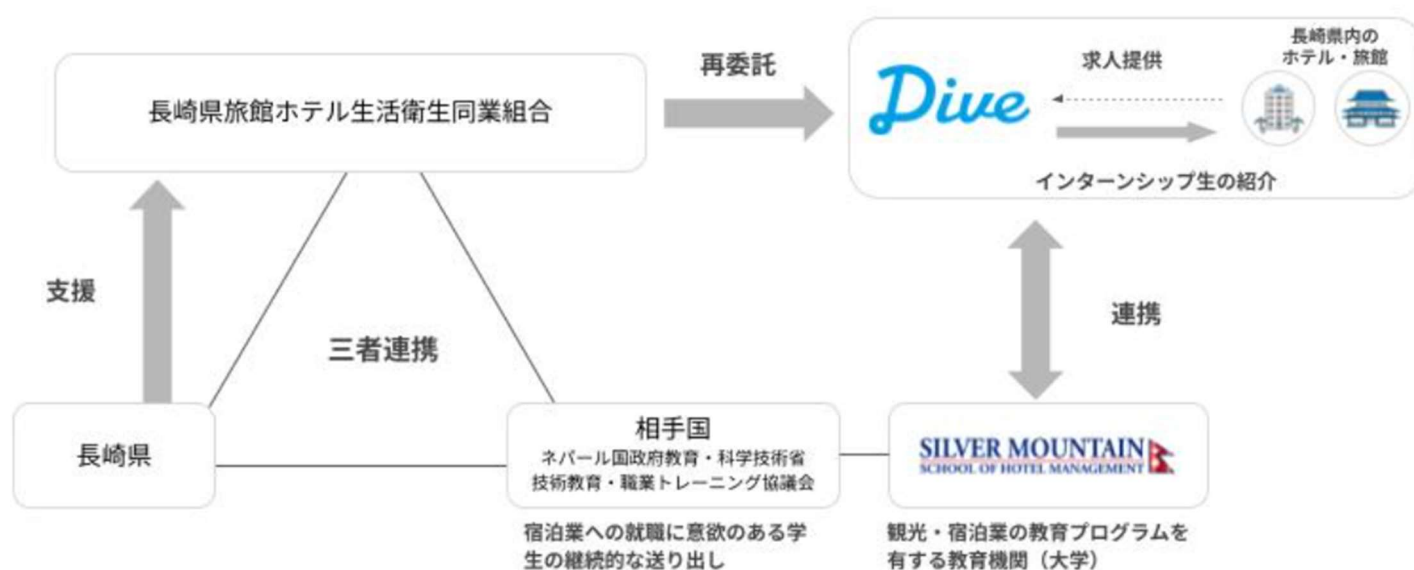 長崎県旅館ホテル生活衛生同業組合
再委託
Dive
求人提供
長崎県内の
ホテル・旅館
インターンシップ生の紹介
支援
三者連携
連携
長崎県
相手国
ネパール国政府教育・科学技術省
技術教育・職業トレーニング協議会
SILVER MOUNTAIN
SCHOOL OF HOTEL MANAGEMENT
宿泊業への就職に意欲のある学
生の継続的な送り出し
観光・宿泊業の教育プログラムを
有する教育機関（大学）